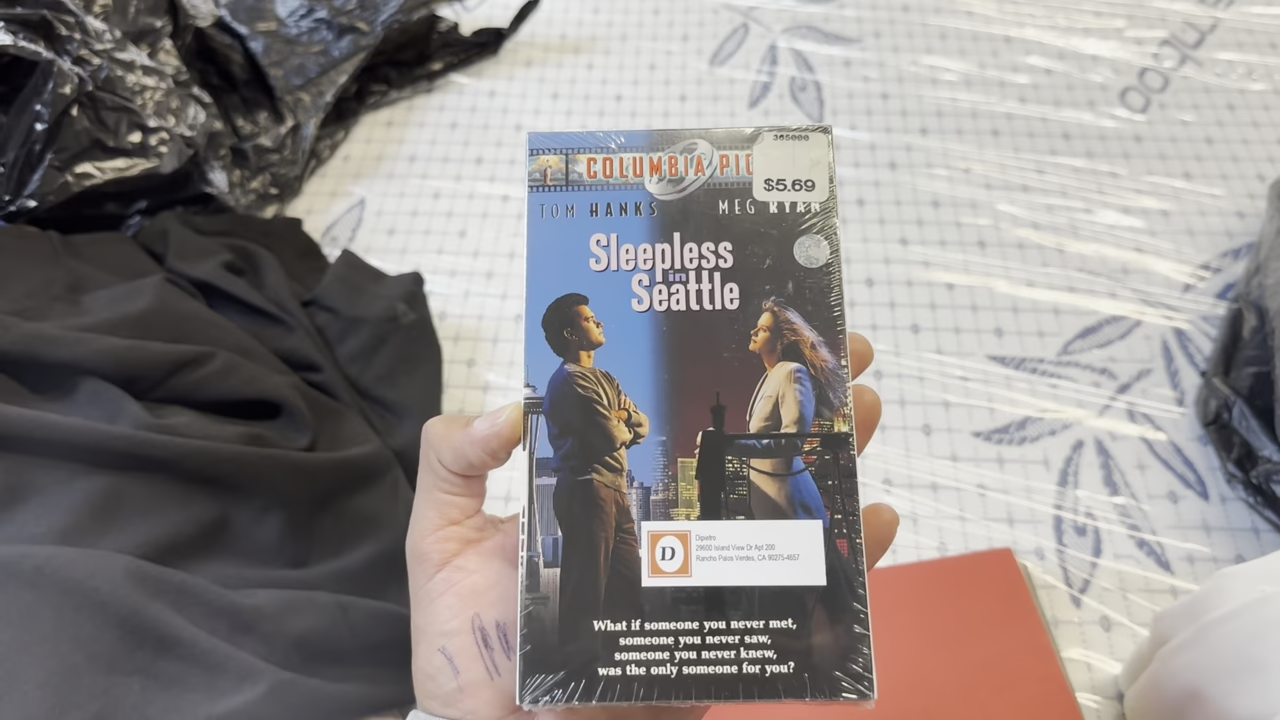 365000
$5.69
COLUMBIA PIC
TOM HANKS MEG RYAN
Sleepless
in
Seattle
D
Dipietro
29600 Island View Dr Apt 200
Rancho Palos Verdes, CA 90275-4657
What if someone you never met,
someone you never saw,
someone you never knew,
was the only someone for you?